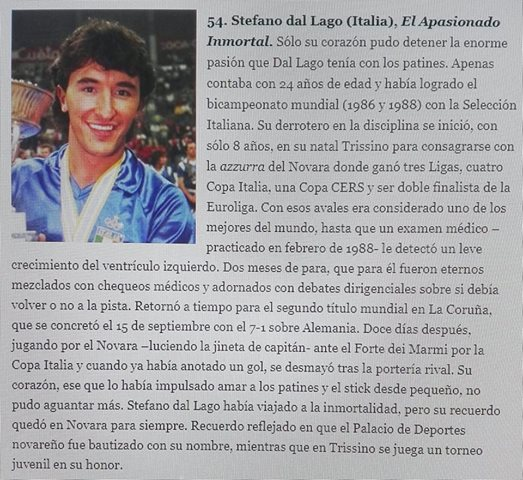 54. Stefano dal Lago (Italia), El Apasionado
Inmortal. Sólo su corazón pudo detener la enorme
pasión que Dal Lago tenía con los patines. Apenas
contaba con 24 años de edad y había logrado el
bicampeonato mundial (1986 y 1988) con la Selección
Italiana. Su derrotero en la disciplina se inició, con
sólo 8 años, en su natal Trissino para consagrarse con
la azzurra del Novara donde ganó tres Ligas, cuatro
Copa Italia, una Copa CERS y ser doble finalista de la
Euroliga. Con esos avales era considerado uno de los
mejores del mundo, hasta que un examen médico –
practicado en febrero de 1988- le detectó un leve
crecimiento del ventrículo izquierdo. Dos meses de para, que para él fueron eternos
mezclados con chequeos médicos y adornados con debates dirigenciales sobre si debía
volver o no a la pista. Retornó a tiempo para el segundo título mundial en La Coruña,
que se concretó el 15 de septiembre con el 7-1 sobre Alemania. Doce días después,
jugando por el Novara –luciendo la jineta de capitán- ante el Forte dei Marmi por la
Copa Italia y cuando ya había anotado un gol, se desmayó tras la portería rival. Su
corazón, ese que lo había impulsado amar a los patines y el stick desde pequeño, no
pudo aguantar más. Stefano dal Lago había viajado a la inmortalidad, pero su recuerdo
quedó en Novara para siempre. Recuerdo reflejado en que el Palacio de Deportes
novareño fue bautizado con su nombre, mientras que en Trissino se juega un torneo
juvenil en su honor.